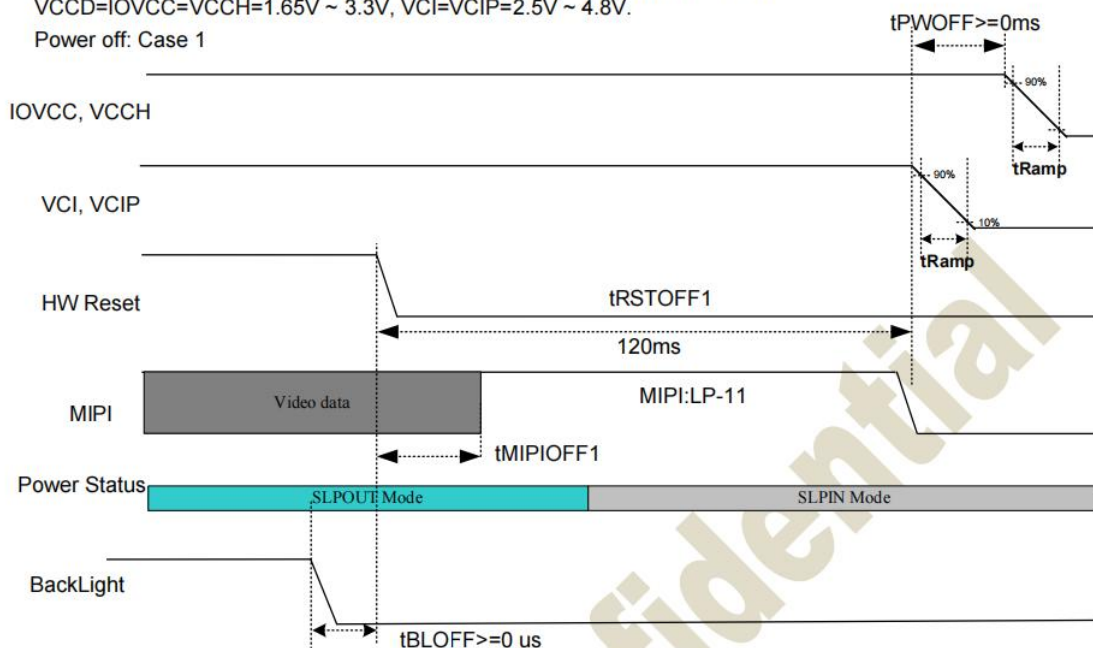 VCCD=IOVCC=VCCH=1.65V ~ 3.3V, VCI=VCIP=2.5V ~ 4.8V.
Power off: Case 1
tPWOFF>=0ms
IOVCC, VCCH
90%
tRamp
VCI, VCIP
90%
10%
tRamp
HW Reset
tRSTOFF1
120ms
MIPI
Video data
MIPI:LP-11
tMIPIOFF1
Power Status
SLPOUT Mode
SLPIN Mode
BackLight
tBLOFF>=0 us
fidential